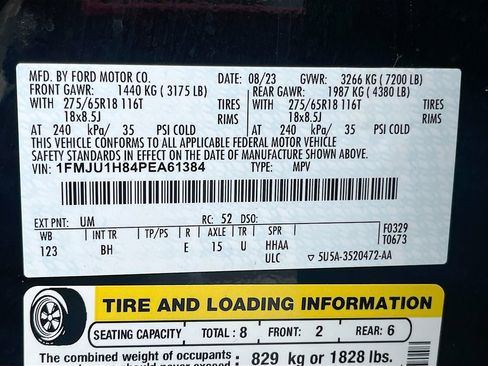 MFD. BY FORD MOTOR CO. DATE: 08/23 GVWR: 3266 KG ( 7200 LB)
FRONT GAWR: 1440 KG ( 3175 LB) REAR GAWR: 1987 KG ( 4380 LB)
WITH 275/65R18 116T TIRES WITH 275/65R18 116T TIRES
18x8.5J RIMS 18x8.5J RIMS
AT 240 kPa/ 35 PSI COLD AT 240 kPa/ 35 PSI COLD
THIS VEHICLE CONFORMS TO ALL APPLICABLE FEDERAL MOTOR VEHICLE
SAFETY STANDARDS IN EFFECT ON THE DATE OF MANUFACTURE SHOWN ABOVE.
VIN: 1FMJU1H84PEA61384 TYPE: MPV
EXT PNT: UM RC: 52 DSO:
WB INT TR TP/PS R AXLE TR SPR F0329
123 BH E 15 U HHAA T0673
ULC ▽ 5U5A-3520472-AA
TIRE AND LOADING INFORMATION
SEATING CAPACITY TOTAL : 8 FRONT: 2 REAR: 6
The combined weight of occupants
829 kg or 1828 lbs.